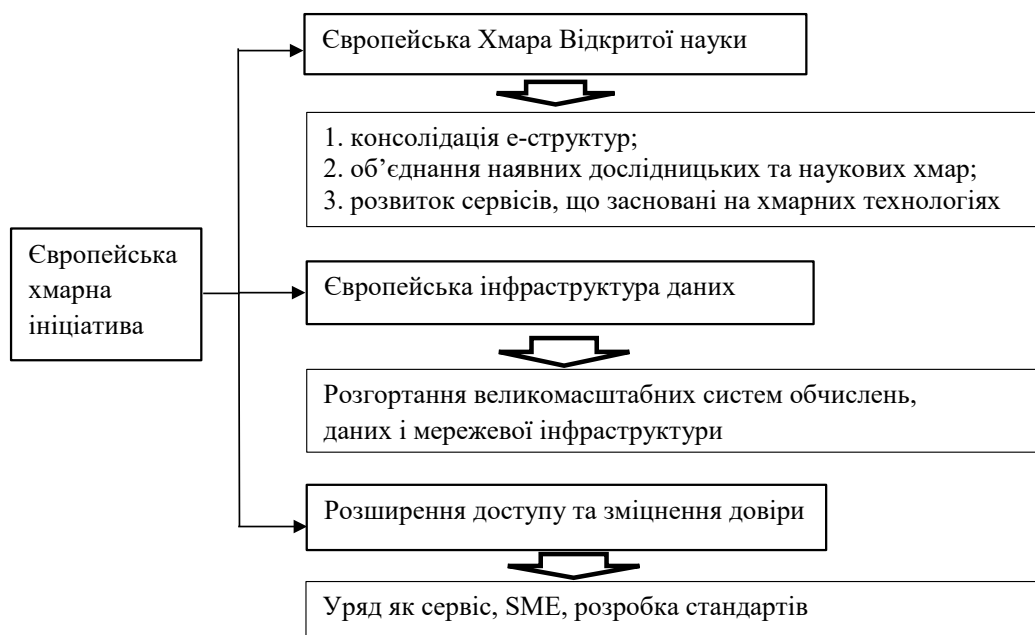 Європейська Хмара Відкритої науки
1. консолідація е-структур;
2. об’єднання наявних дослідницьких та наукових хмар;
3. розвиток сервісів, що засновані на хмарних технологіях
Європейська
хмарна
ініціатива
Європейська інфраструктура даних
Розгортання великомасштабних систем обчислень,
даних і мережевої інфраструктури
Розширення доступу та зміцнення довіри
Уряд як сервіс, SME, розробка стандартів